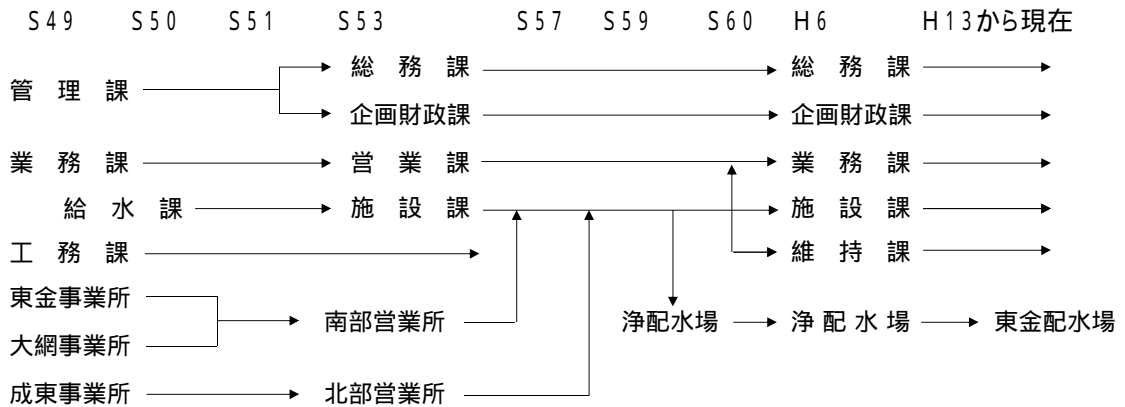 S49 S50 S51 S53 S57 S59 S60 H6 H13から現在
総務課 総務課
管理課
企画財政課 企画財政課
業務課 営業課 業務課
給水課 施設課 施設課
工務課 維持課
東金事業所
南部営業所 浄配水場 浄配水場 東金配水場
大網事業所
成東事業所 北部営業所